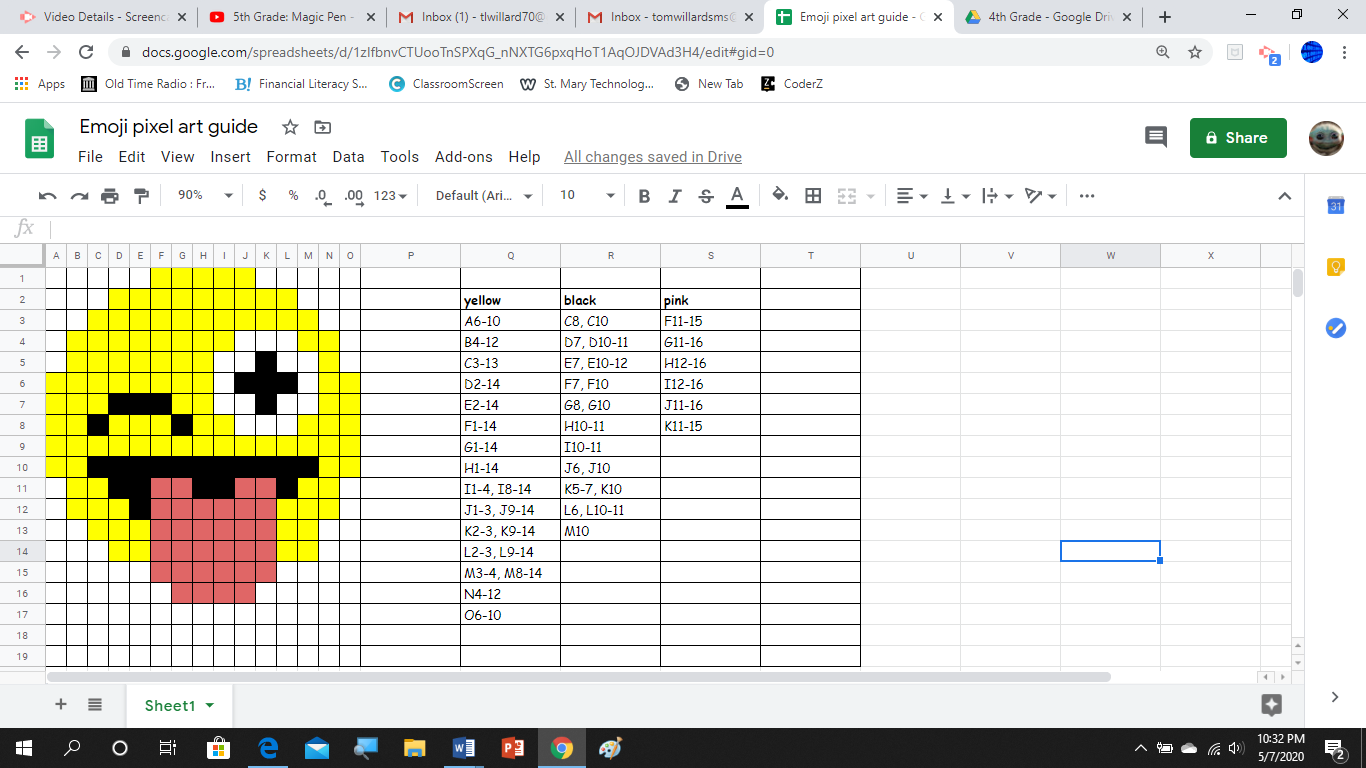 Video Details - Screenc
5th Grade: Magic Pen -
Inbox (1) - tlwillard70@
Inbox - tomwillardsms@
Emoji pixel art guide -
4th Grade - Google Dri
docs.google.com/spreadsheets/d/1zlfbnvCTUooTnSPXqG_nNXTG6pxqHoT1AqOJDVAd3H4/edit#gid=0
2
Apps Old Time Radio : Fr... B! Financial Literacy S... C ClassroomScreen W St. Mary Technolog... New Tab CoderZ
Emoji pixel art guide
Share
File Edit View Insert Format Data Tools Add-ons Help All changes saved in Drive
90% $ % .0 .00 123 Default (Ari... 10 B I S A
31
fx
A B C D E F G H I J K L M N O P Q R S T U V W X
1
2 yellow black pink
3 A6-10 C8, C10 F11-15
4 B4-12 D7, D10-11 G11-16
5 C3-13 E7, E10-12 H12-16
6 D2-14 F7, F10 I12-16
7 E2-14 G8, G10 J11-16
8 F1-14 H10-11 K11-15
9 G1-14 I10-11
10 H1-14 J6, J10
11 I1-4, I8-14 K5-7, K10
12 J1-3, J9-14 L6, L10-11
13 K2-3, K9-14 M10
14 L2-3, L9-14
15 M3-4, M8-14
16 N4-12
17 O6-10
18
19
Sheet1
10:32 PM
5/7/2020
2